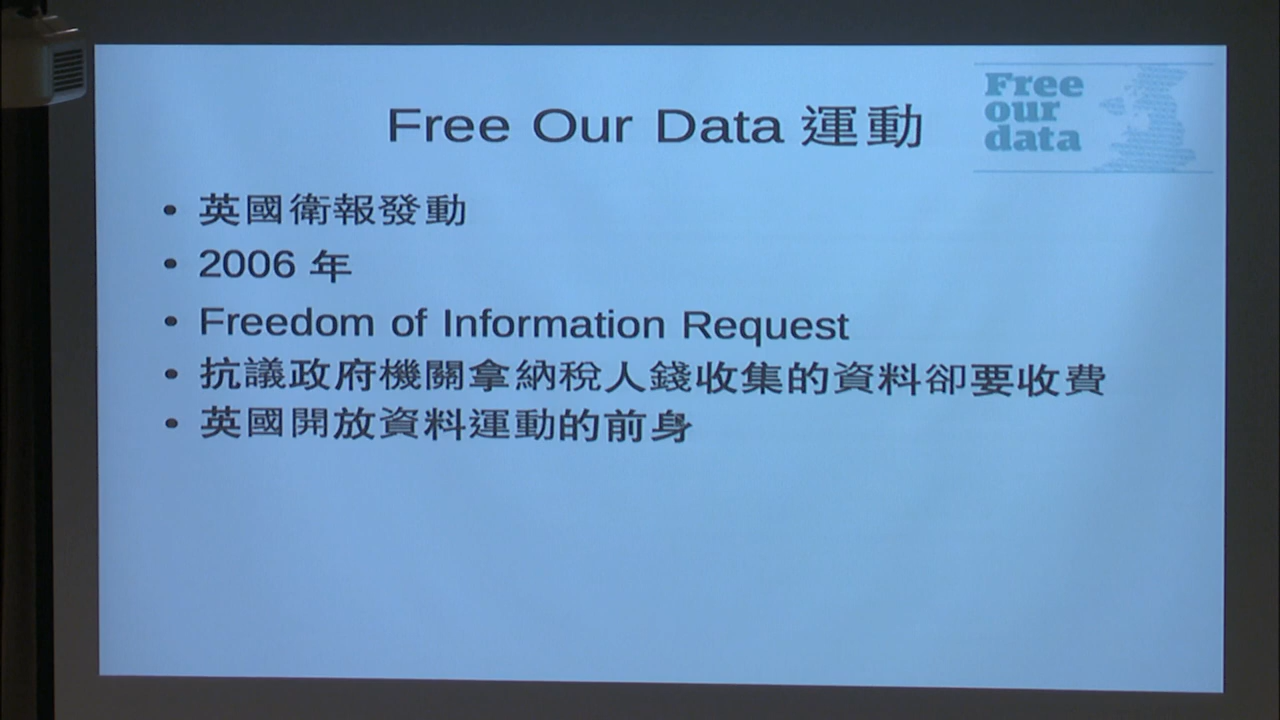 Free Our Data 運動
Free
our
data
• 英國衛報發動
• 2006 年
• Freedom of Information Request
• 抗議政府機關拿納稅人錢收集的資料卻要收費
• 英國開放資料運動的前身